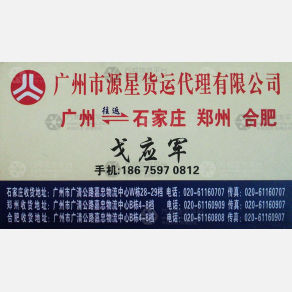 广州市源星货运代理有限公司
广州 往返 石家庄 郑州 合肥
戈应军
手机:186 7597 0812
石家庄收货地址: 广州市广清公路嘉忠物流中心W栋28-29档 电话: 020-61160707 传真: 020-61160707
郑州收货地址: 广州市广清公路嘉忠物流中心B栋4-8档 电话: 020-61160909 传真: 020-61160907
合肥收货地址: 广州市广清公路嘉忠物流中心B栋4-8档 电话: 020-61160808 传真: 020-61160907